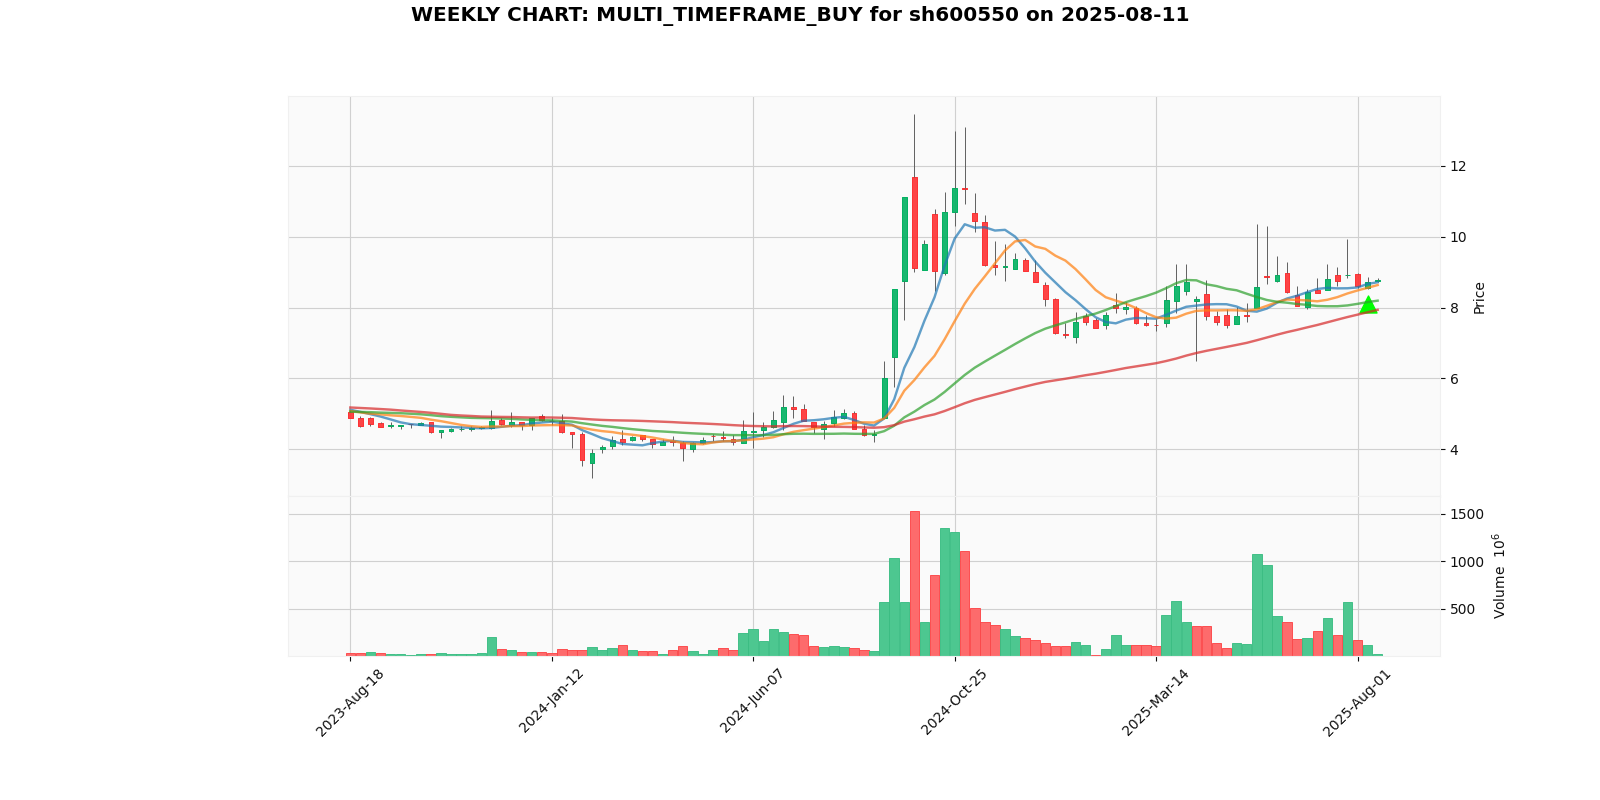 WEEKLY CHART: MULTI_TIMEFRAME_BUY for sh600550 on 2025-08-11
12
10
8
6
4
Price
1500
1000
500
Volume 10^6
2023-Aug-18
2024-Jan-12
2024-Jun-07
2024-Oct-25
2025-Mar-14
2025-Aug-01